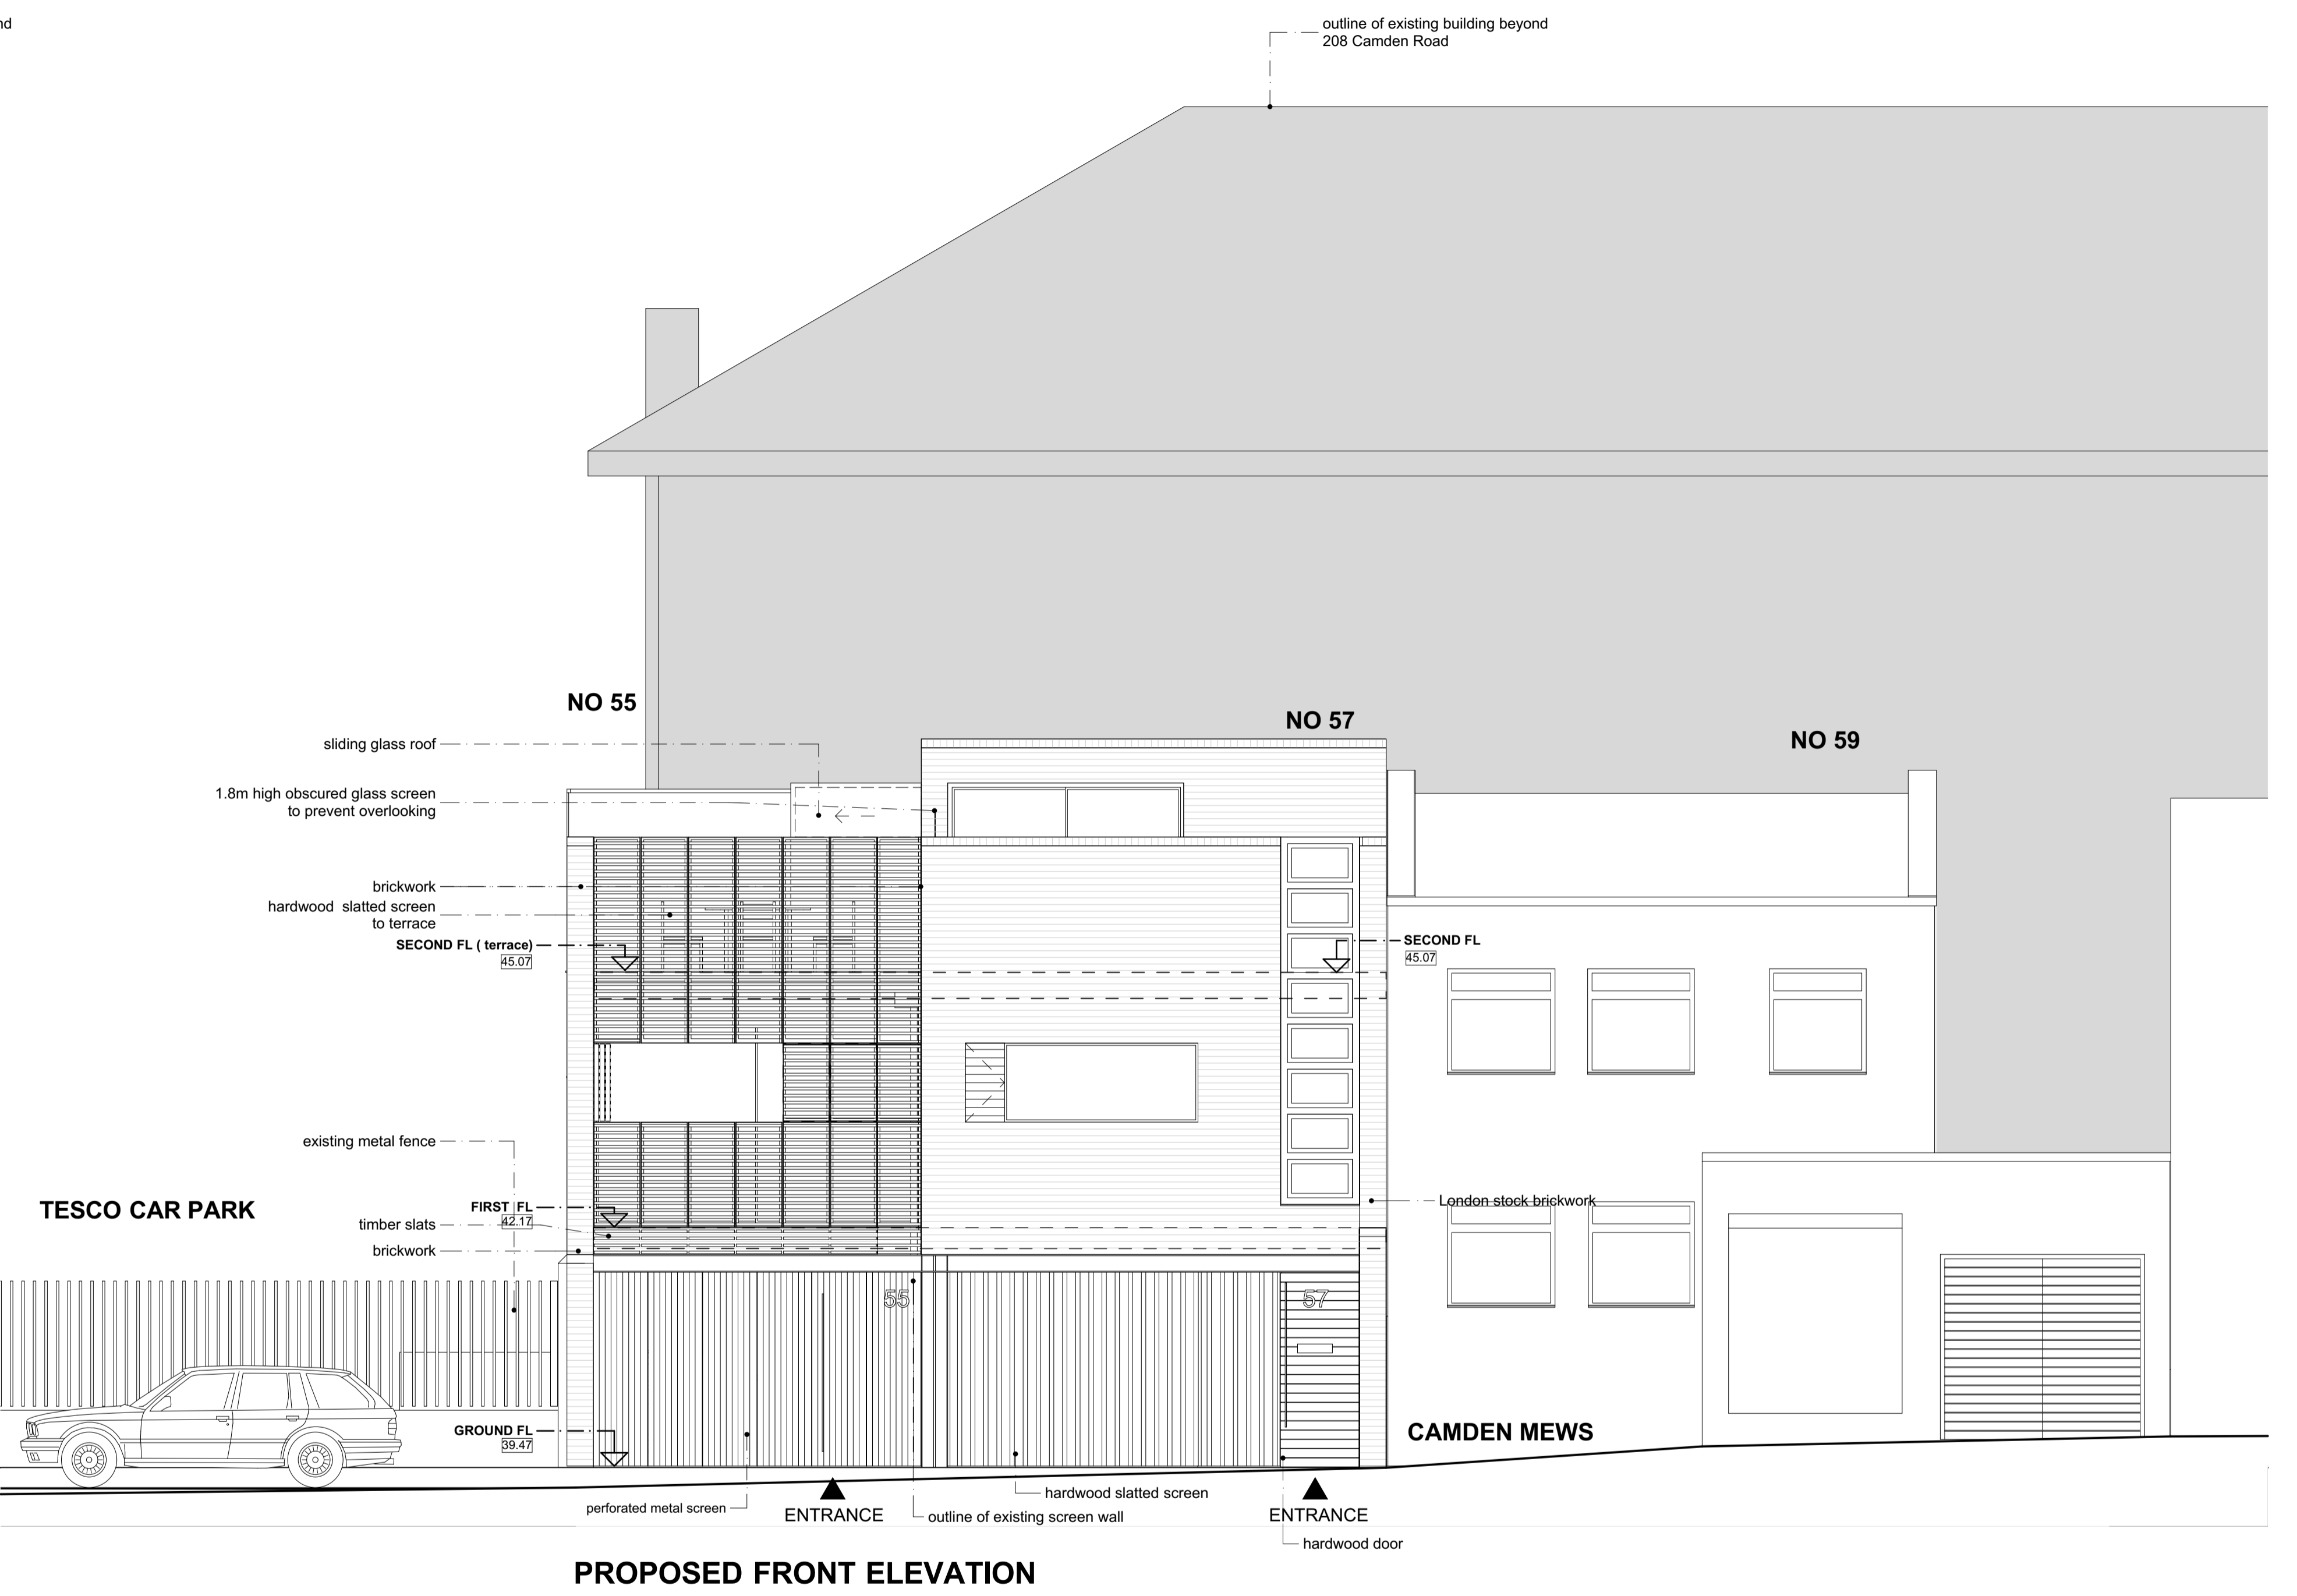 nd
outline of existing building beyond
208 Camden Road
NO 55
NO 57
NO 59
sliding glass roof
1.8m high obscured glass screen
to prevent overlooking
brickwork
hardwood slatted screen
to terrace
SECOND FL ( terrace)
45.07
SECOND FL
45.07
existing metal fence
TESCO CAR PARK
FIRST FL
42.17
London stock brickwork
timber slats
brickwork
55
57
GROUND FL
39.47
CAMDEN MEWS
perforated metal screen
ENTRANCE
hardwood slatted screen
outline of existing screen wall
ENTRANCE
hardwood door
PROPOSED FRONT ELEVATION